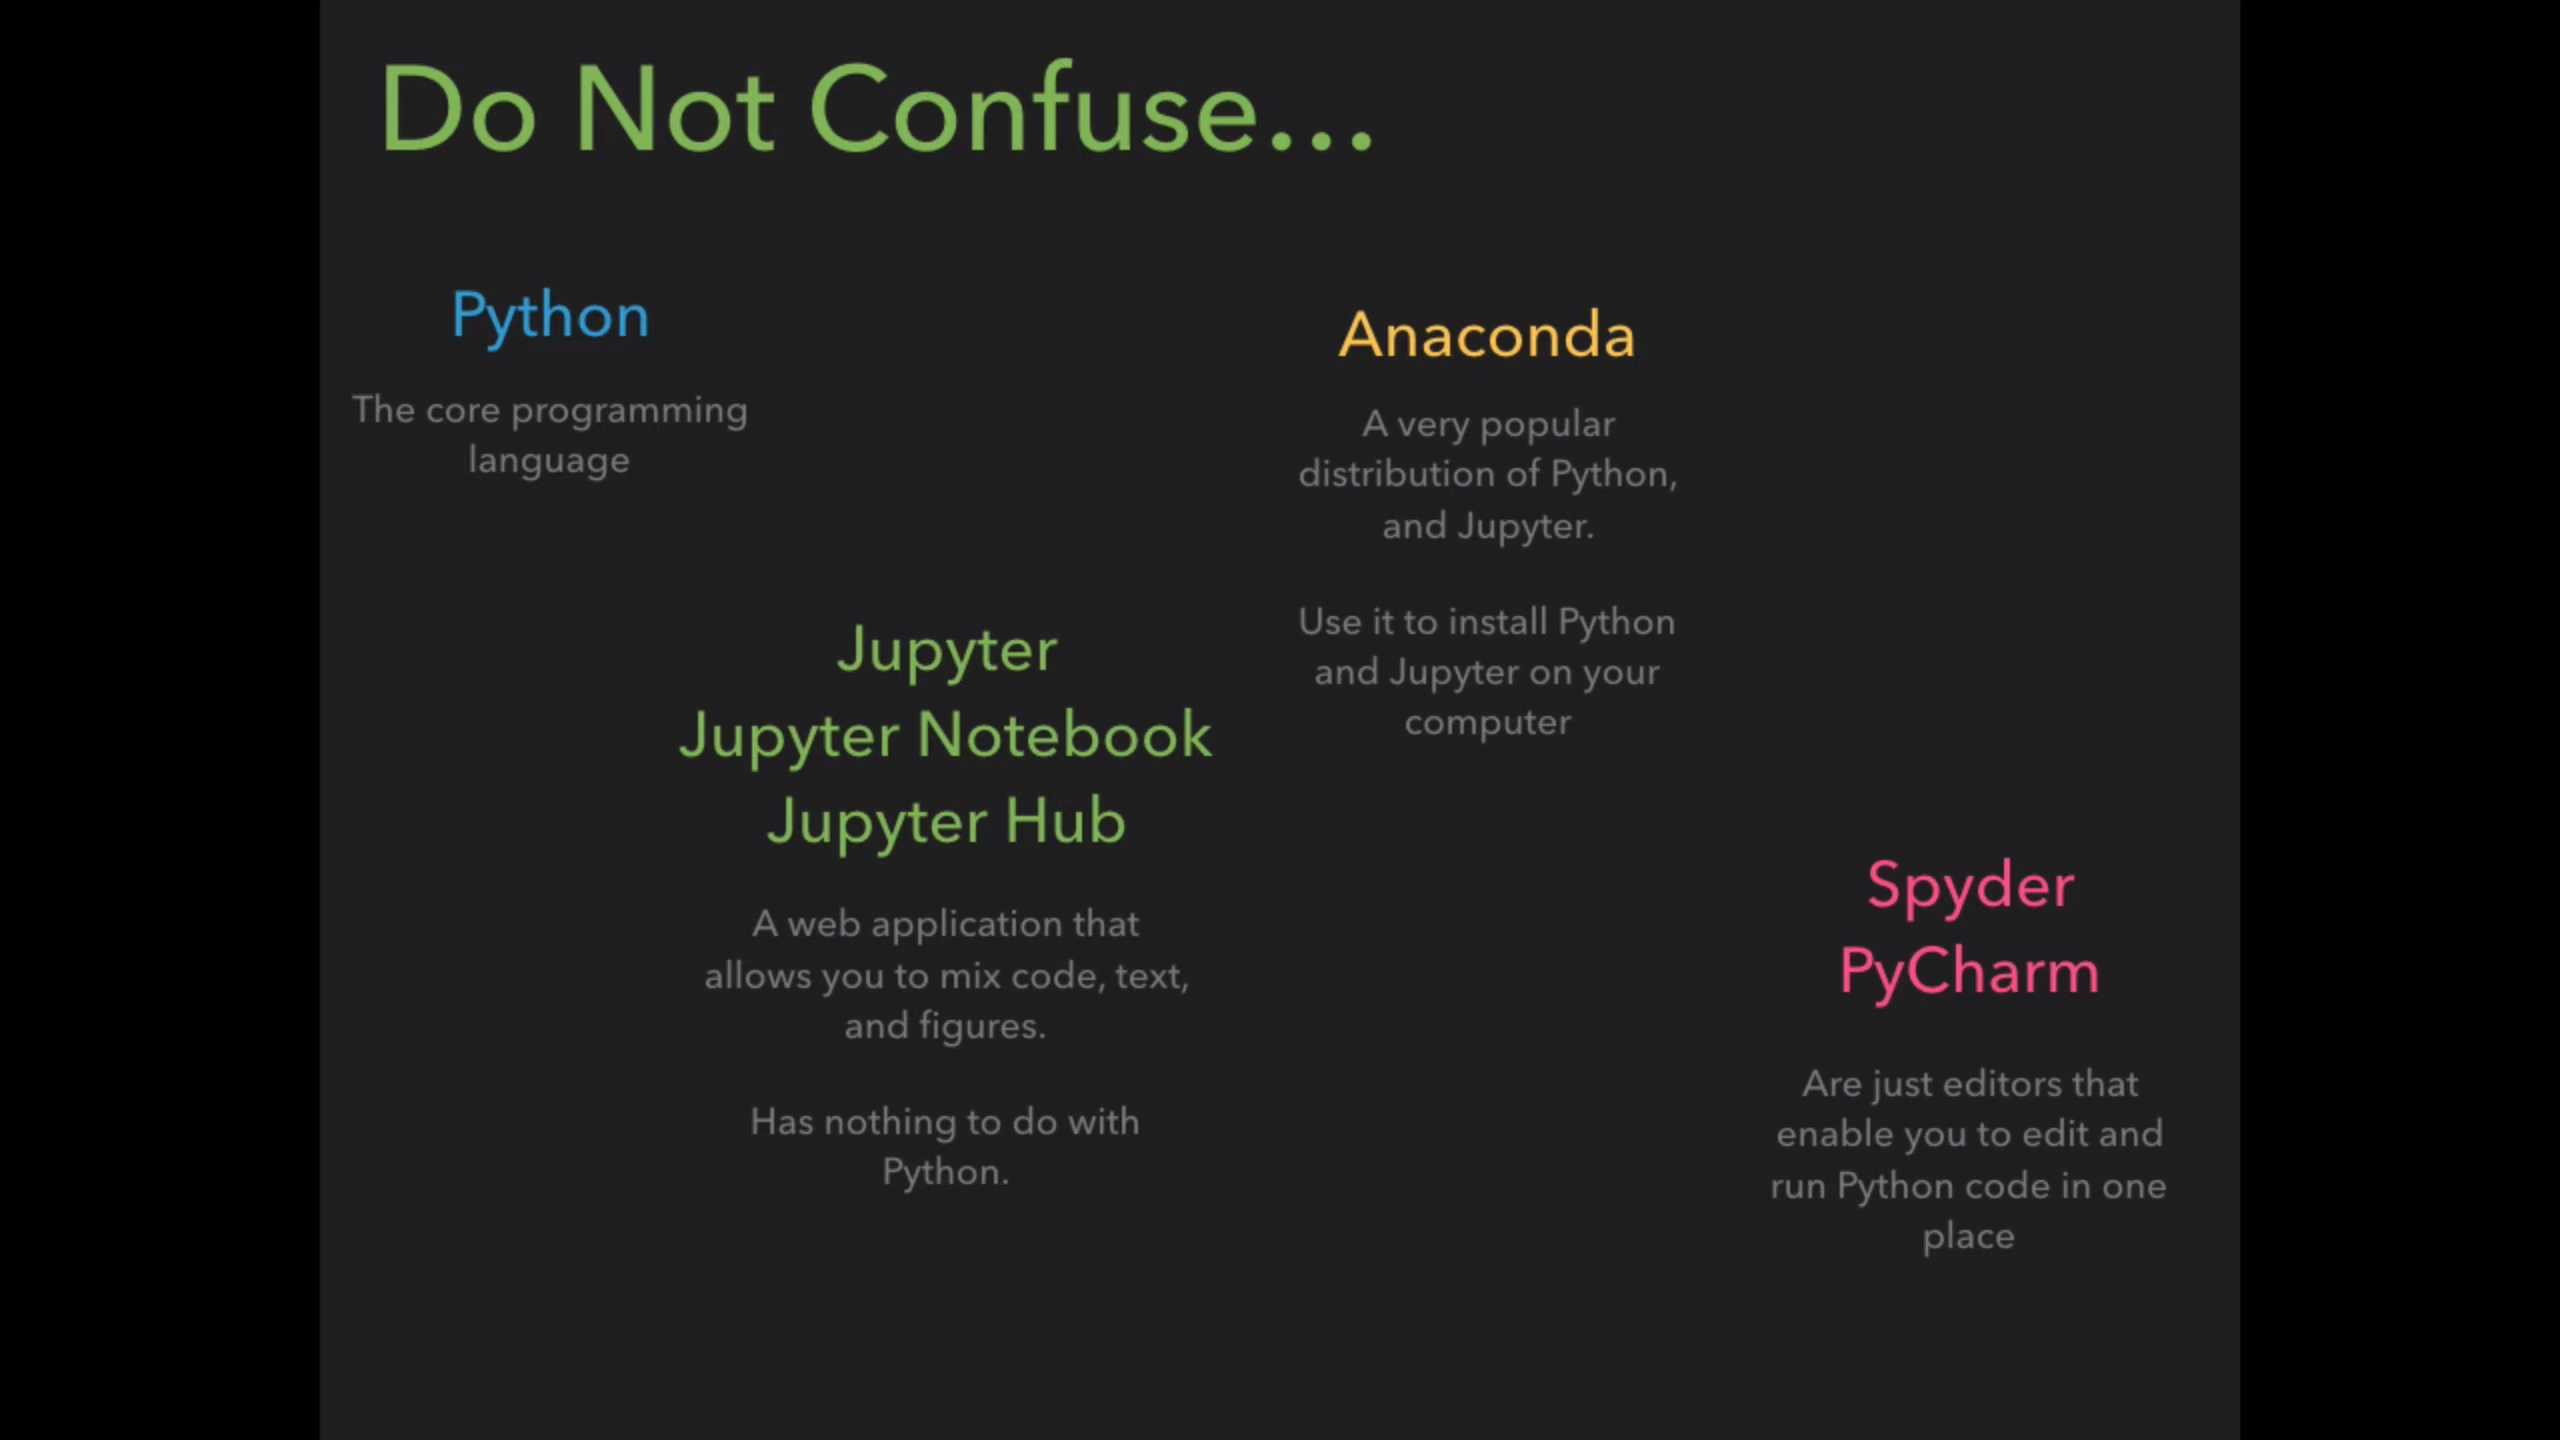 Do Not Confuse...
Python
The core programming
language
Jupyter
Jupyter Notebook
Jupyter Hub
A web application that
allows you to mix code, text,
and figures.
Has nothing to do with
Python.
Anaconda
A very popular
distribution of Python,
and Jupyter.
Use it to install Python
and Jupyter on your
computer
Spyder
PyCharm
Are just editors that
enable you to edit and
run Python code in one
place